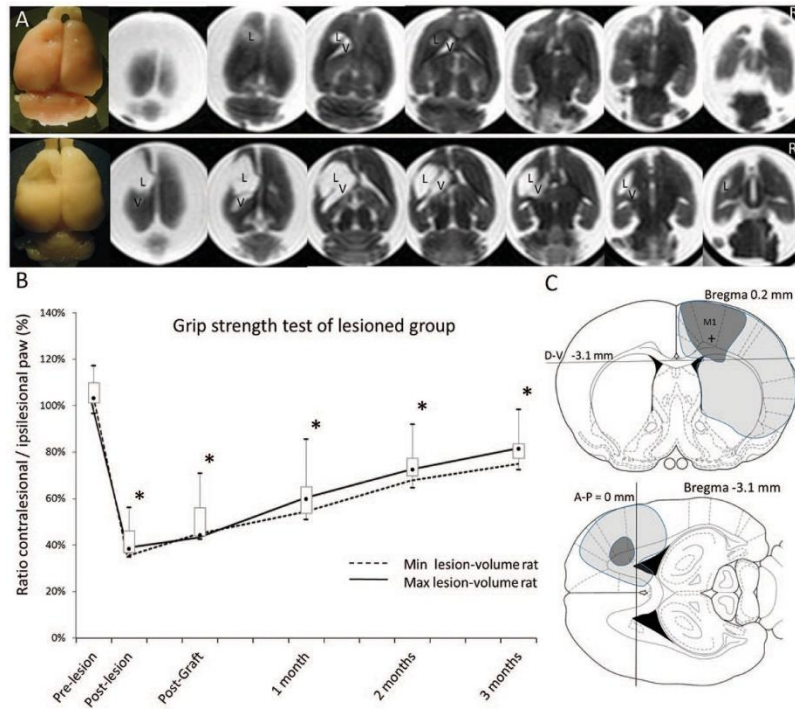 A
R
L
L
V
L
V
R
L
V
L
V
L
V
L
V
L
V
L
V
L
B
Grip strength test of lesioned group
Ratio contralesional / ipsilesional paw (%)
140%
120%
100%
80%
60%
40%
20%
0%
*
*
*
*
*
Min lesion-volume rat
Max lesion-volume rat
Pre-lesion
Post-lesion
Post-Graft
1 month
2 months
3 months
C
Bregma 0.2 mm
M1
+
D-V -3.1 mm
A-P = 0 mm
Bregma -3.1 mm